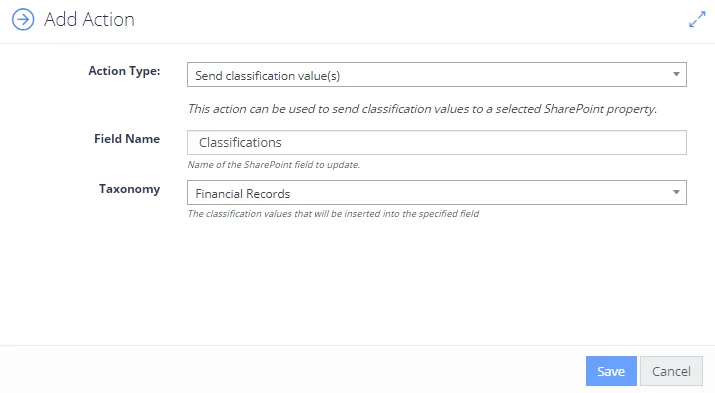 Add Action
Action Type:
Send classification value(s)
This action can be used to send classification values to a selected SharePoint property.
Field Name
Classifications
Name of the SharePoint field to update.
Taxonomy
Financial Records
The classification values that will be inserted into the specified field
Save Cancel